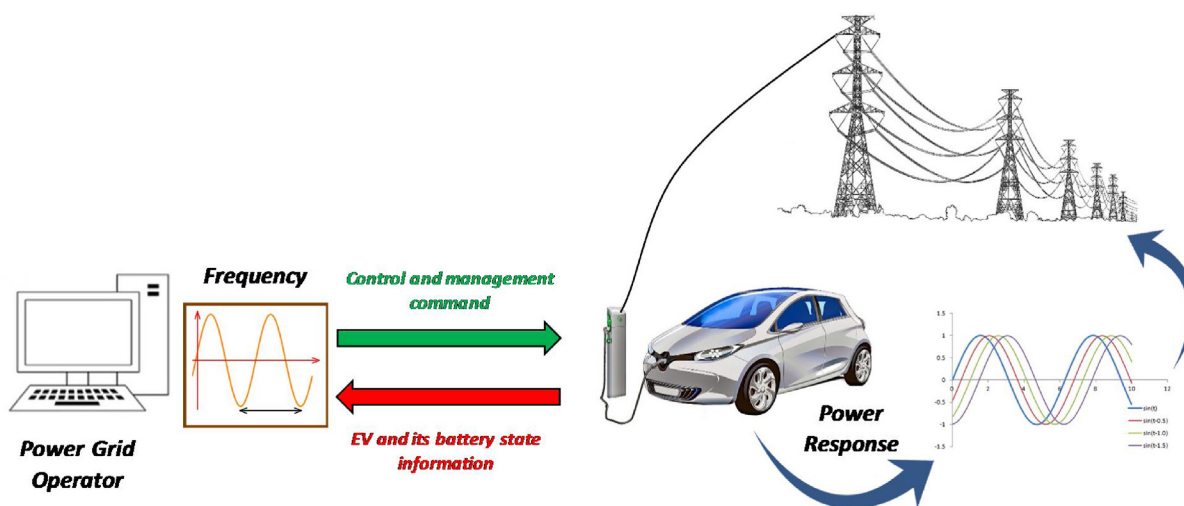 Frequency
Control and management
command
EV and its battery state
information
Power Grid
Operator
Power
Response
1.5
1
0.5
0
-0.5
-1
-1.5
0
2
4
6
8
10
12
sin(t)
sin(t-0.5)
sin(t-1.0)
sin(t-1.5)